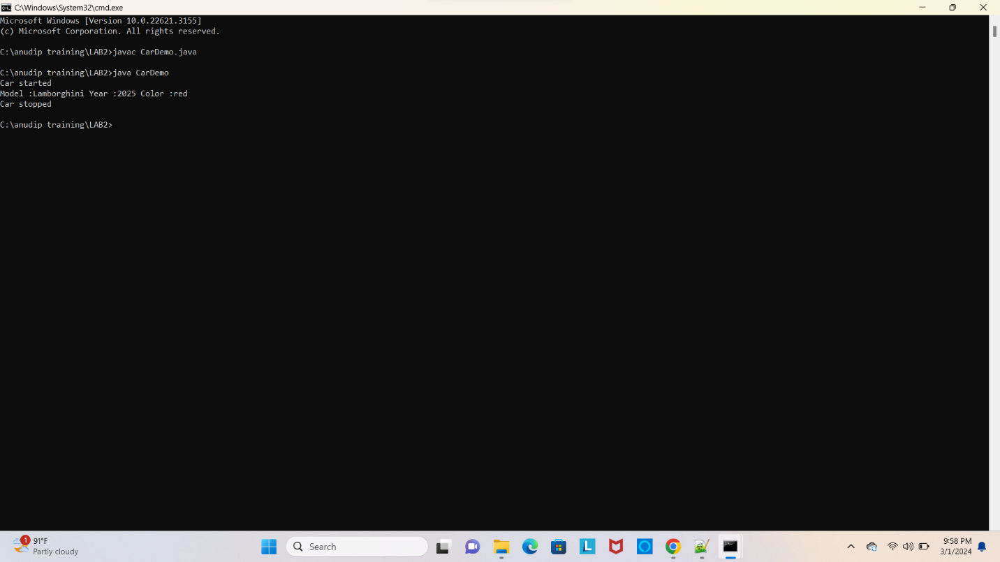 C:\Windows\System32\cmd.exe
Microsoft Windows [Version 10.0.22621.3155]
(c) Microsoft Corporation. All rights reserved.
C:\anudip training\LAB2>javac CarDemo.java
C:\anudip training\LAB2>java CarDemo
Car started
Model :Lamborghini Year :2025 Color :red
Car stopped
C:\anudip training\LAB2>
1
91°F
Partly cloudy
Search
L
9:58 PM
3/1/2024